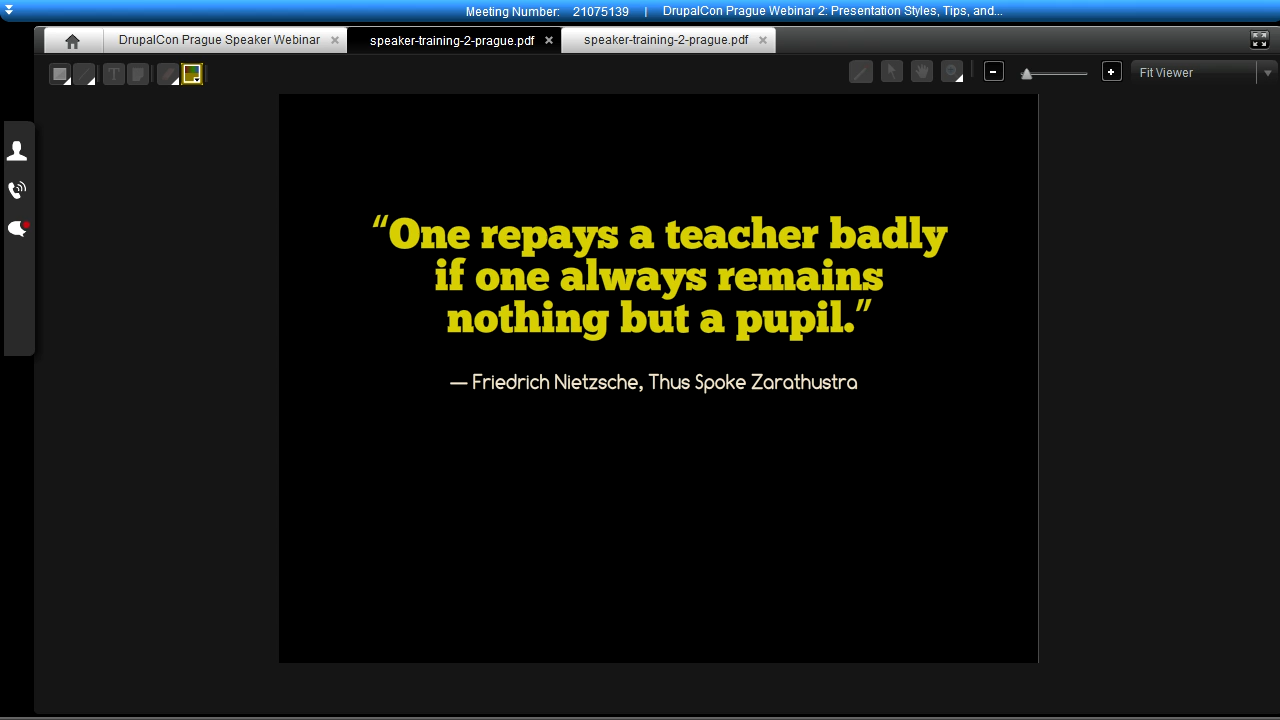 Meeting Number: 21075139 | DrupalCon Prague Webinar 2: Presentation Styles, Tips, and...
DrupalCon Prague Speaker Webinar speaker-training-2-prague.pdf speaker-training-2-prague.pdf
T Fit Viewer
“One repays a teacher badly
if one always remains
nothing but a pupil.”
— Friedrich Nietzsche, Thus Spoke Zarathustra